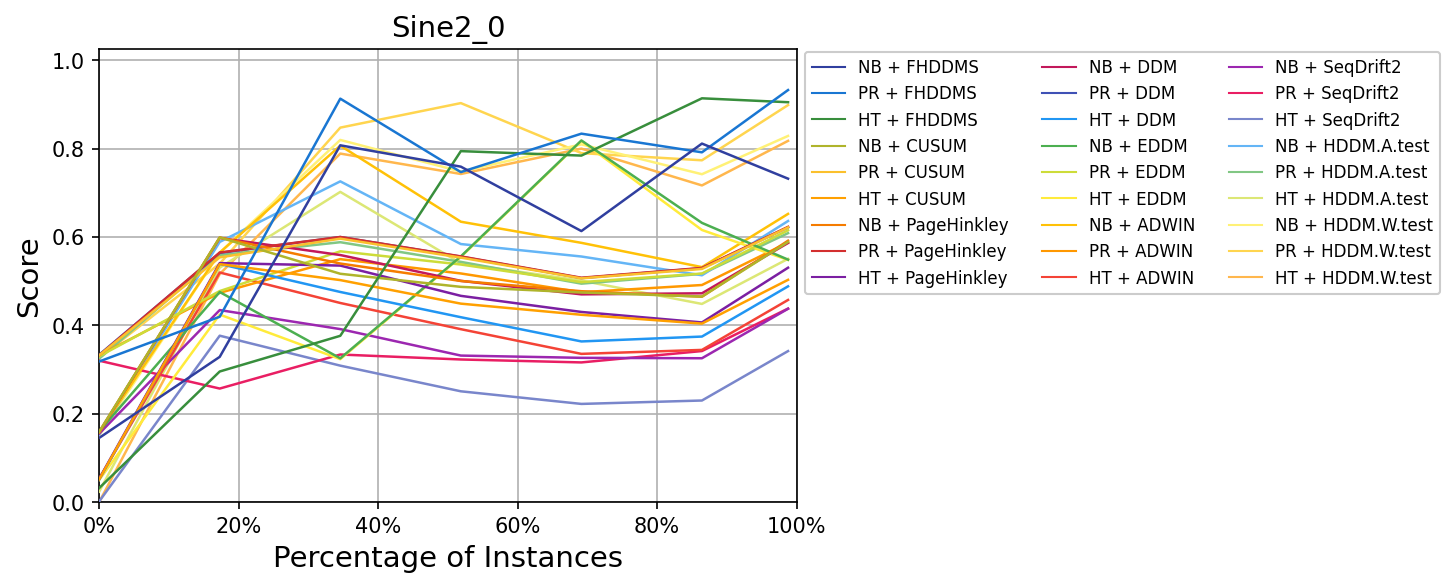 Sine2_0
Score
1.0
0.8
0.6
0.4
0.2
0.0
0% 20% 40% 60% 80% 100%
Percentage of Instances
NB + FHDDMS
PR + FHDDMS
HT + FHDDMS
NB + CUSUM
PR + CUSUM
HT + CUSUM
NB + PageHinkley
PR + PageHinkley
HT + PageHinkley
NB + DDM
PR + DDM
HT + DDM
NB + EDDM
PR + EDDM
HT + EDDM
NB + ADWIN
PR + ADWIN
HT + ADWIN
NB + SeqDrift2
PR + SeqDrift2
HT + SeqDrift2
NB + HDDM.A.test
PR + HDDM.A.test
HT + HDDM.A.test
NB + HDDM.W.test
PR + HDDM.W.test
HT + HDDM.W.test